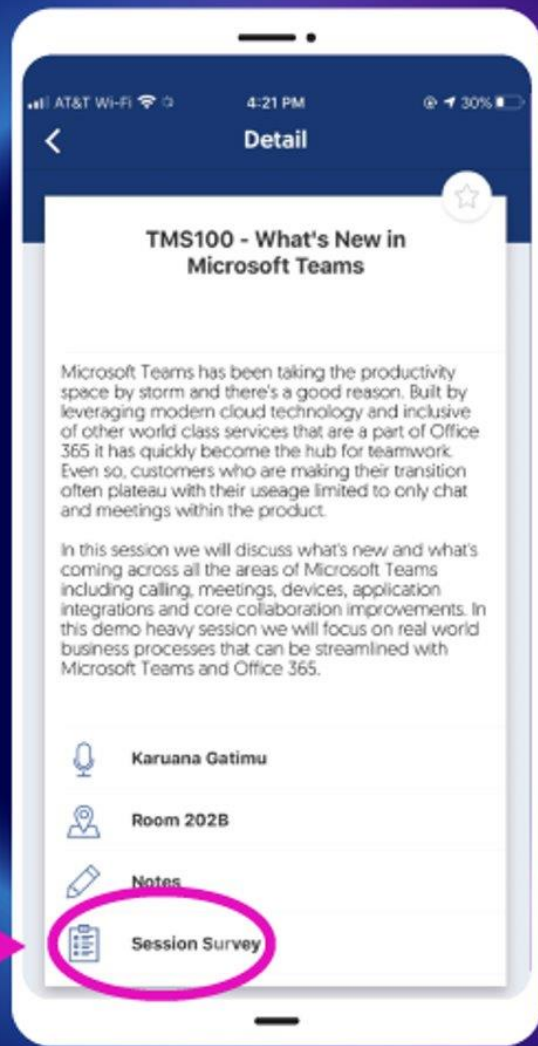 AT&T Wi-Fi 4:21 PM 30%
Detail
TMS100 - What's New in
Microsoft Teams
Microsoft Teams has been taking the productivity
space by storm and there's a good reason. Built by
leveraging modern cloud technology and inclusive
of other world class services that are a part of Office
365 it has quickly become the hub for teamwork.
Even so, customers who are making their transition
often plateau with their useage limited to only chat
and meetings within the product.
In this session we will discuss what's new and what's
coming across all the areas of Microsoft Teams
including calling, meetings, devices, application
integrations and core collaboration improvements. In
this demo heavy session we will focus on real world
business processes that can be streamlined with
Microsoft Teams and Office 365.
Karuana Gatimu
Room 202B
Notes
Session Survey